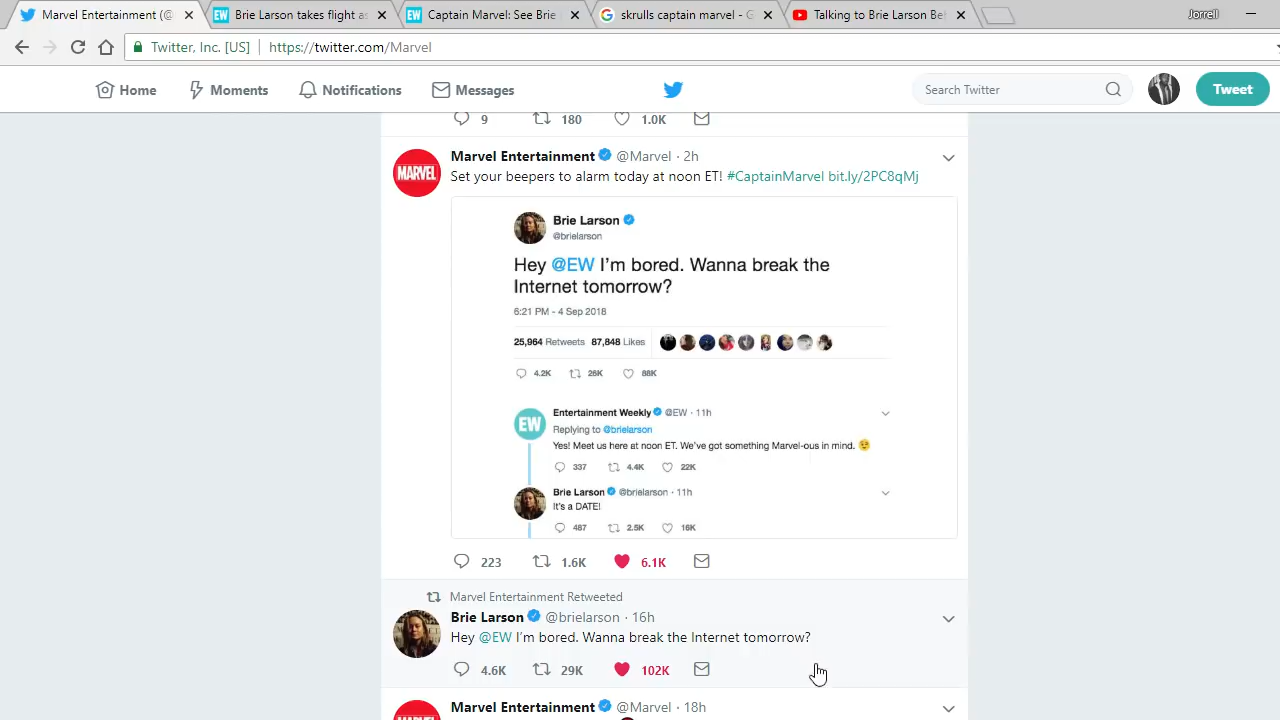 Marvel Entertainment (@
Brie Larson takes flight as
Captain Marvel: See Brie
skrulls captain marvel - G
Talking to Brie Larson Bef
Jorrell
Twitter, Inc. [US]
https://twitter.com/Marvel
Home
Moments
Notifications
Messages
Search Twitter
Tweet
9 180 1.0K
MARVEL
Marvel Entertainment @Marvel · 2h
Set your beepers to alarm today at noon ET! #CaptainMarvel bit.ly/2PC8qMj
Brie Larson
@brielarson
Hey @EW I'm bored. Wanna break the
Internet tomorrow?
6:21 PM - 4 Sep 2018
25,964 Retweets 87,848 Likes
4.2K 26K 88K
EW
Entertainment Weekly @EW · 11h
Replying to @brielarson
Yes! Meet us here at noon ET. We've got something Marvel-ous in mind. 😉
337 4.4K 22K
Brie Larson @brielarson · 11h
It's a DATE!
487 2.5K 16K
223 1.6K 6.1K
Marvel Entertainment Retweeted
Brie Larson @brielarson · 16h
Hey @EW I'm bored. Wanna break the Internet tomorrow?
4.6K 29K 102K
Marvel Entertainment @Marvel · 18h